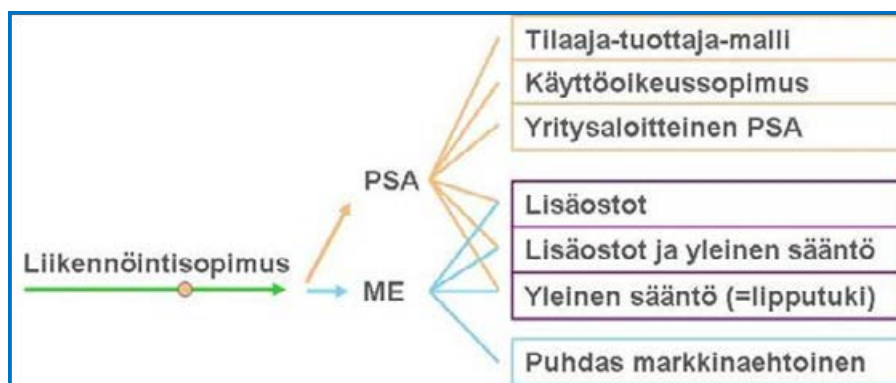 Tilaaja-tuottaja-malli
Käyttöoikeussopimus
Yritysaloitteinen PSA
PSA
Lisäostot
Lisäostot ja yleinen sääntö
Liikennöintisopimus
ME
Yleinen sääntö (=lipputuki)
Puhdas markkinaehtoinen